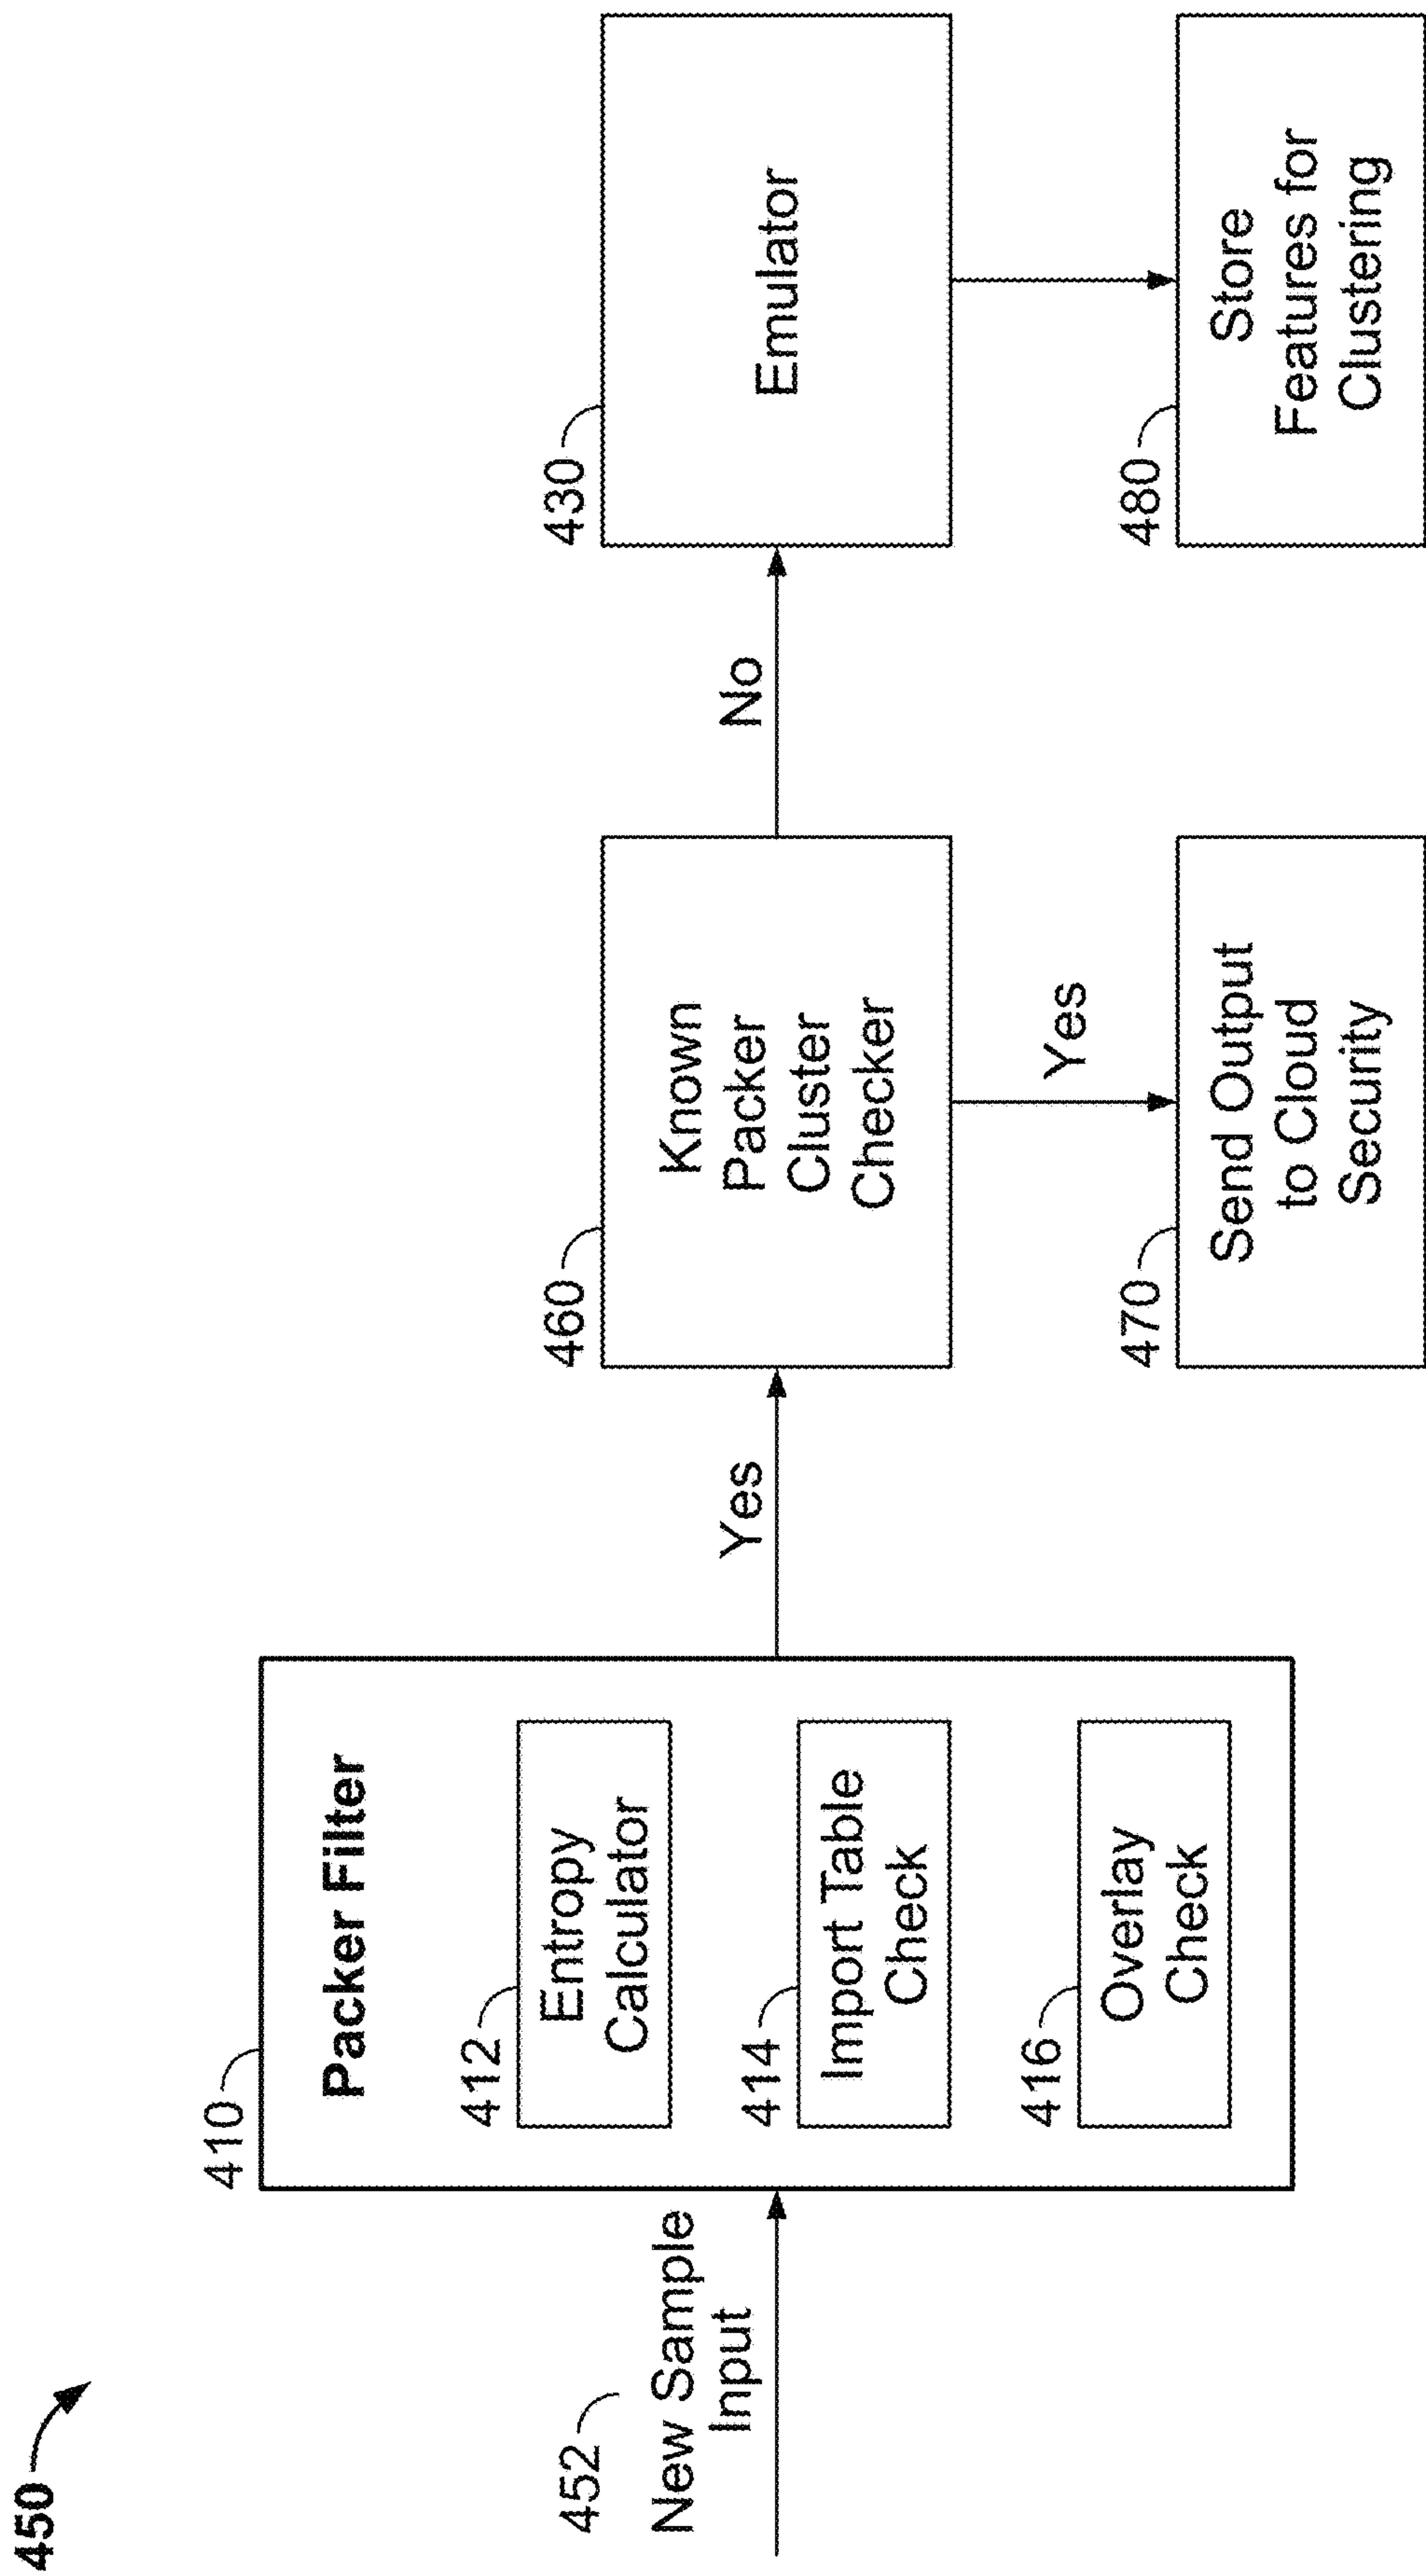 450
452
New Sample
Input
410
Packer Filter
412
Entropy
Calculator
414
Import Table
Check
416
Overlay
Check
Yes
460
Known
Packer
Cluster
Checker
Yes
470
Send Output
to Cloud
Security
No
430
Emulator
480
Store
Features for
Clustering